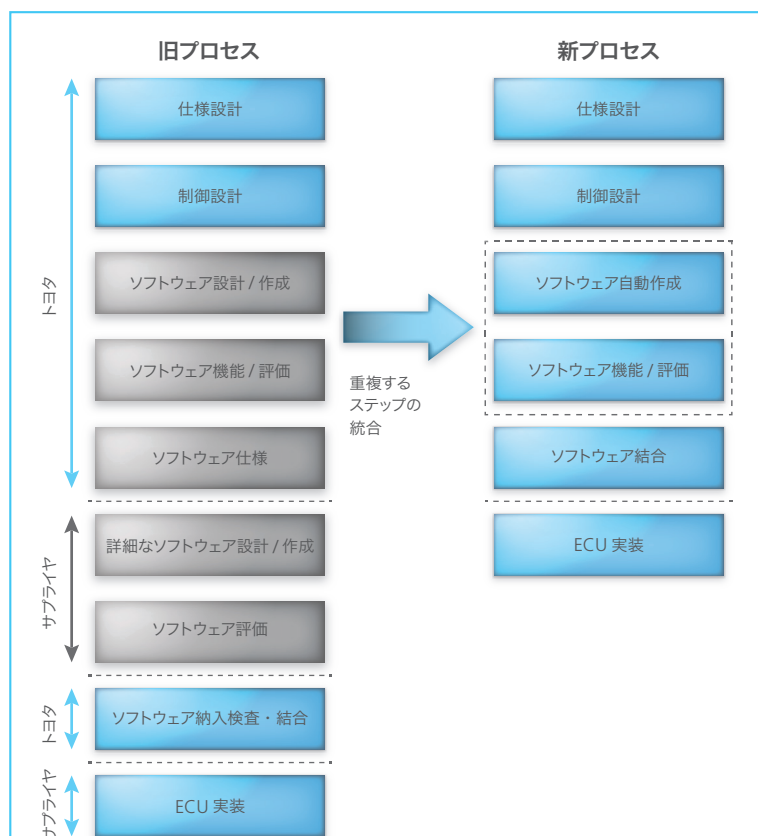 旧プロセス
新プロセス
仕様設計
制御設計
ソフトウェア設計 / 作成
ソフトウェア機能 / 評価
ソフトウェア仕様
詳細なソフトウェア設計 / 作成
ソフトウェア評価
ソフトウェア納入検査・結合
ECU 実装
トヨタ
サプライヤ
トヨタ
サプライヤ
重複する
ステップの
統合
仕様設計
制御設計
ソフトウェア自動作成
ソフトウェア機能 / 評価
ソフトウェア結合
ECU 実装